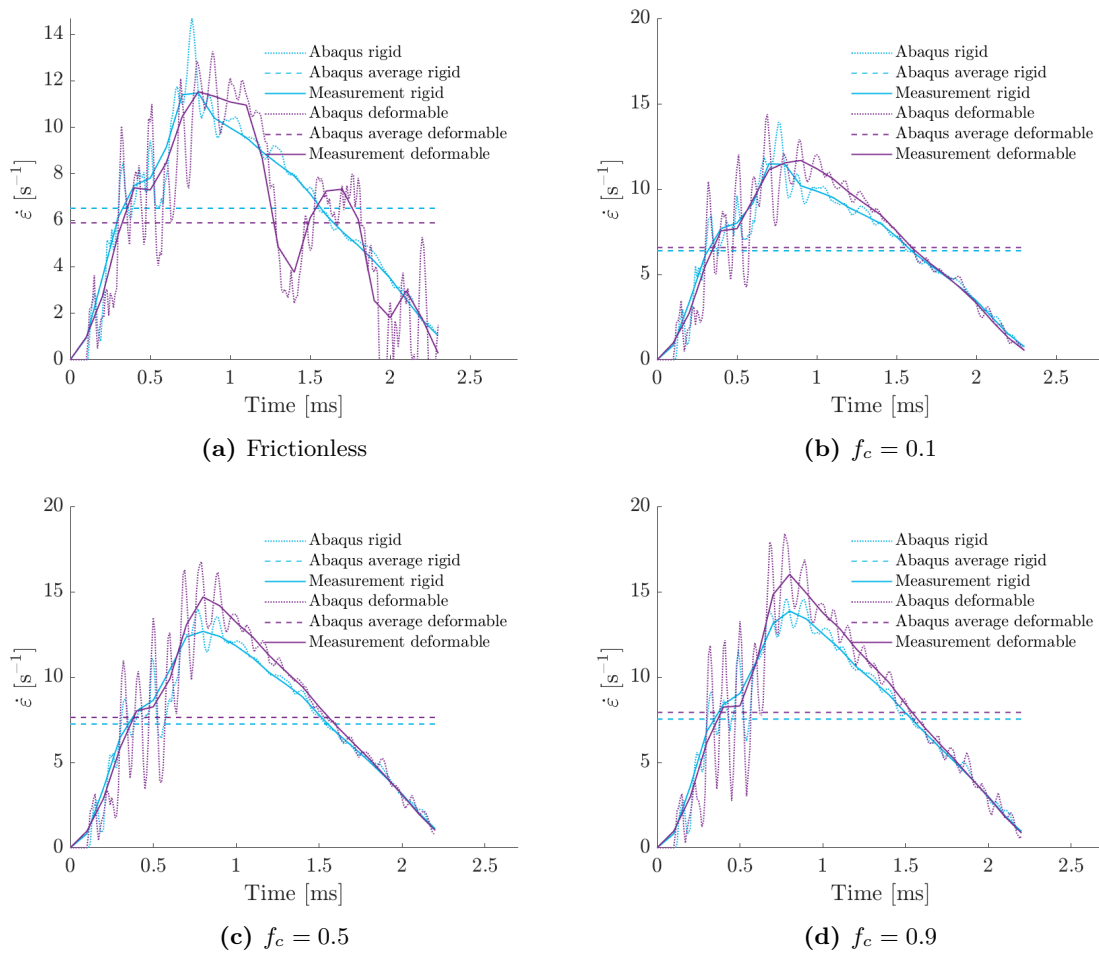 14
12
10
8
6
4
2
0
ε̇ [s⁻¹]
Abaqus rigid
Abaqus average rigid
Measurement rigid
Abaqus deformable
Abaqus average deformable
Measurement deformable
0 0.5 1 1.5 2 2.5
Time [ms]
(a) Frictionless
20
15
10
5
0
ε̇ [s⁻¹]
Abaqus rigid
Abaqus average rigid
Measurement rigid
Abaqus deformable
Abaqus average deformable
Measurement deformable
0 0.5 1 1.5 2 2.5
Time [ms]
(b) f_c = 0.1
20
15
10
5
0
ε̇ [s⁻¹]
Abaqus rigid
Abaqus average rigid
Measurement rigid
Abaqus deformable
Abaqus average deformable
Measurement deformable
0 0.5 1 1.5 2 2.5
Time [ms]
(c) f_c = 0.5
20
15
10
5
0
ε̇ [s⁻¹]
Abaqus rigid
Abaqus average rigid
Measurement rigid
Abaqus deformable
Abaqus average deformable
Measurement deformable
0 0.5 1 1.5 2 2.5
Time [ms]
(d) f_c = 0.9